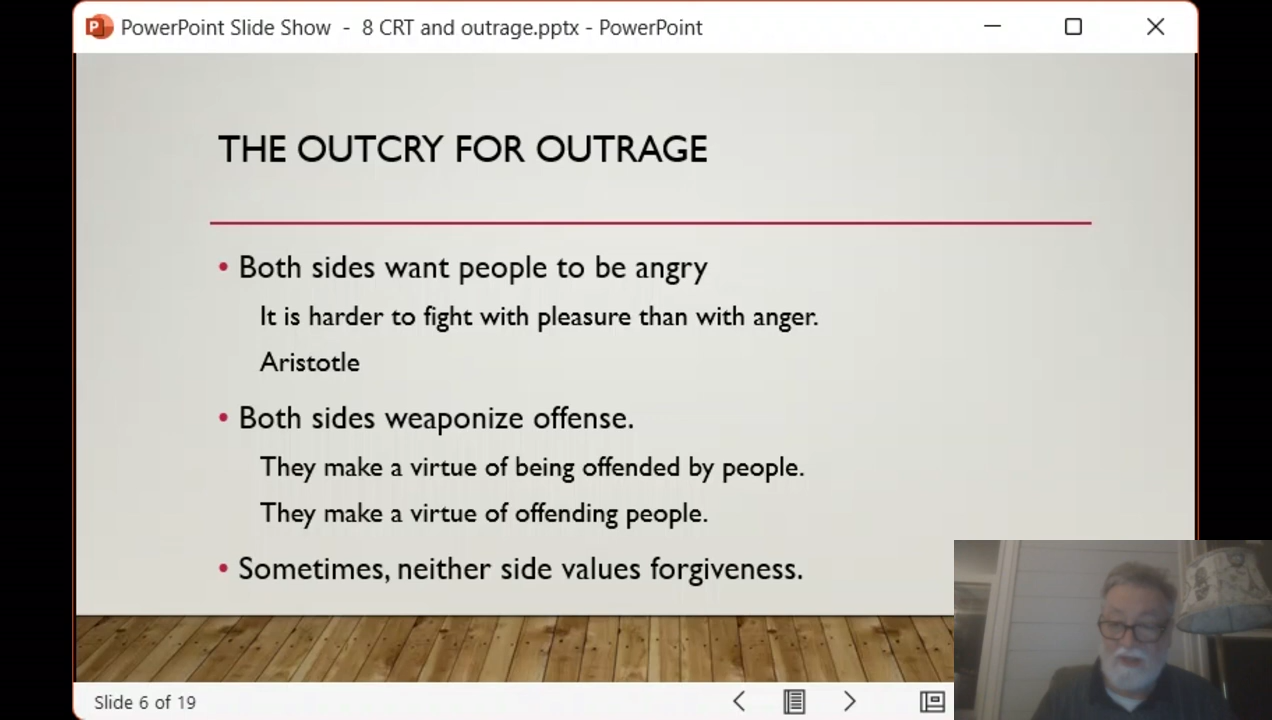 PowerPoint Slide Show - 8 CRT and outrage.pptx - PowerPoint
THE OUTCRY FOR OUTRAGE
• Both sides want people to be angry
It is harder to fight with pleasure than with anger.
Aristotle
• Both sides weaponize offense.
They make a virtue of being offended by people.
They make a virtue of offending people.
• Sometimes, neither side values forgiveness.
Slide 6 of 19